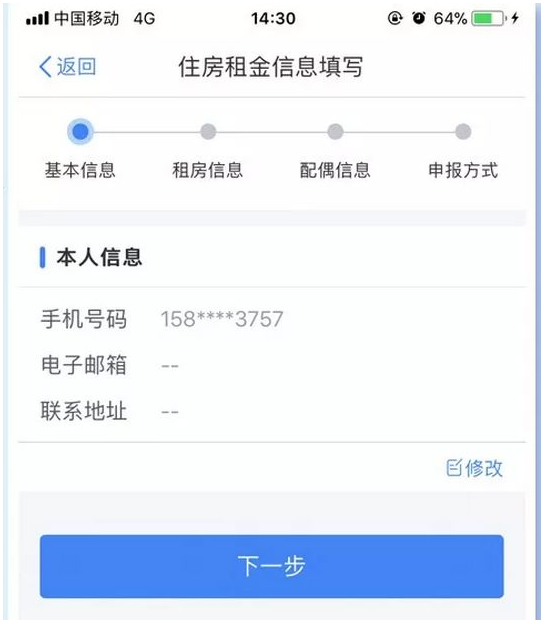 中国移动 4G 14:30 64%
返回 住房租金信息填写
基本信息 租房信息 配偶信息 申报方式
本人信息
手机号码 158****3757
电子邮箱 --
联系地址 --
修改
下一步